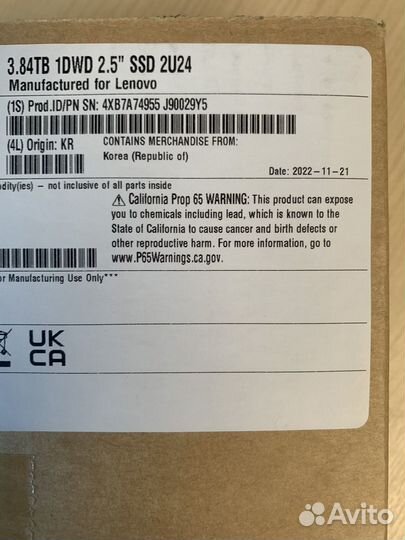 3.84TB 1DWD 2.5" SSD 2U24
Manufactured for Lenovo
(1S) Prod.ID/PN SN: 4XB7A74955 J90029Y5
(4L) Origin: KR
CONTAINS MERCHANDISE FROM:
Korea (Republic of)
Date: 2022-11-21
odity(ies) - not inclusive of all parts inside
⚠ California Prop 65 WARNING: This product can expose
you to chemicals including lead, which is known to the
State of California to cause cancer and birth defects or
other reproductive harm. For more information, go to
www.P65Warnings.ca.gov.
or Manufacturing Use Only***
UK
CA
Avito